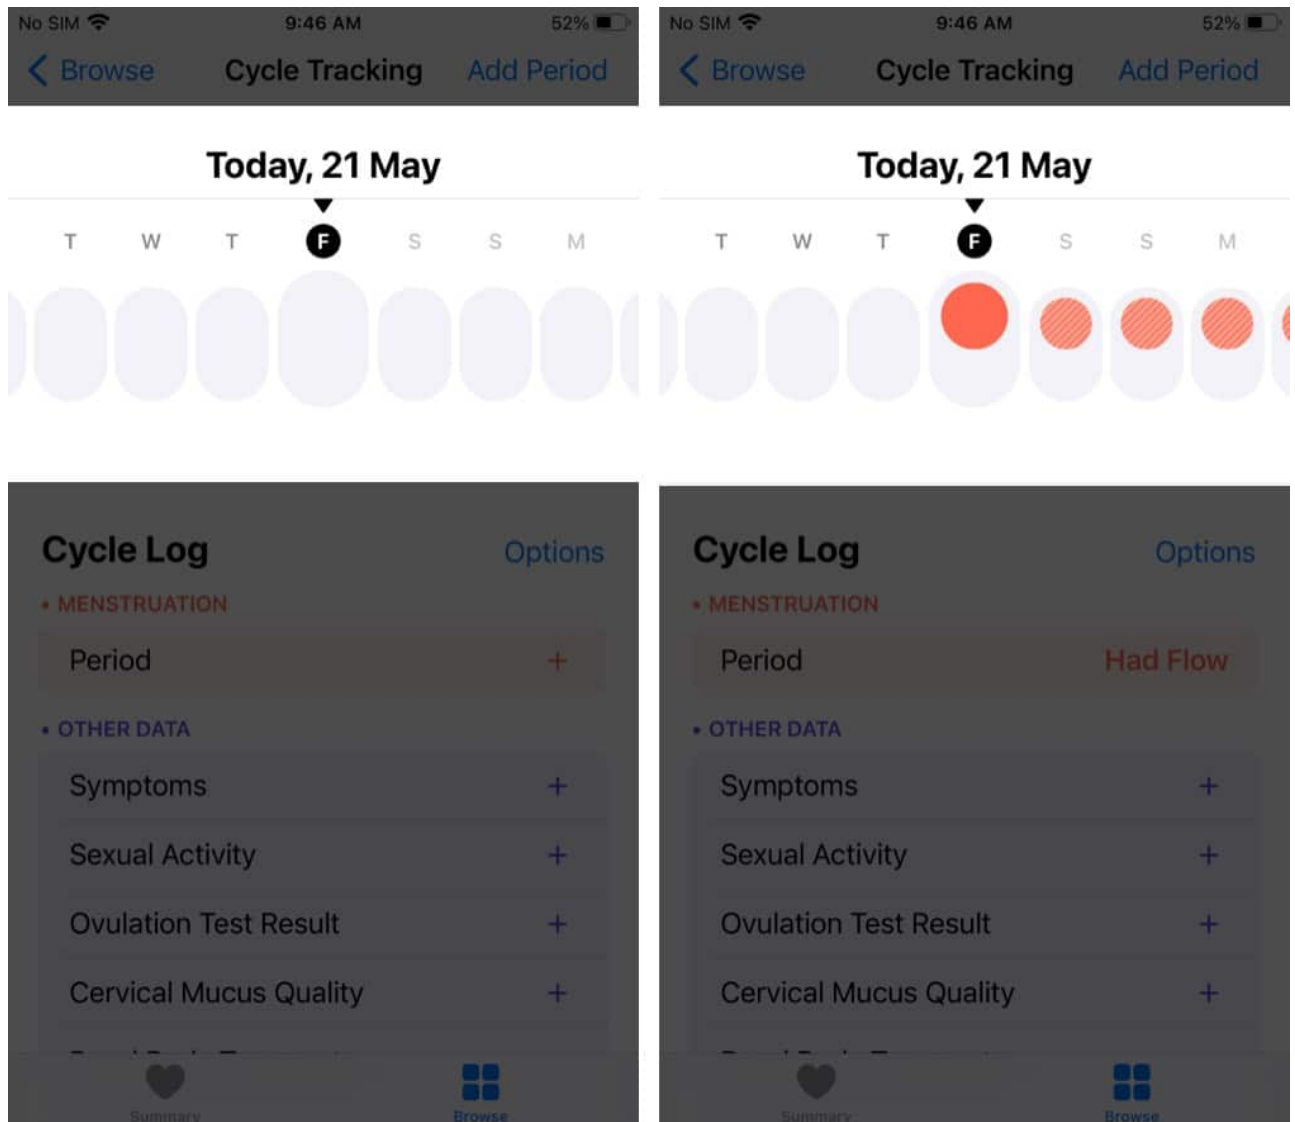 No SIM 9:46 AM 52%
Browse Cycle Tracking Add Period
Today, 21 May
T W T F S S M
Cycle Log Options
• MENSTRUATION
Period +
• OTHER DATA
Symptoms +
Sexual Activity +
Ovulation Test Result +
Cervical Mucus Quality +
Summary Browse
No SIM 9:46 AM 52%
Browse Cycle Tracking Add Period
Today, 21 May
T W T F S S M
Cycle Log Options
• MENSTRUATION
Period Had Flow
• OTHER DATA
Symptoms +
Sexual Activity +
Ovulation Test Result +
Cervical Mucus Quality +
Summary Browse